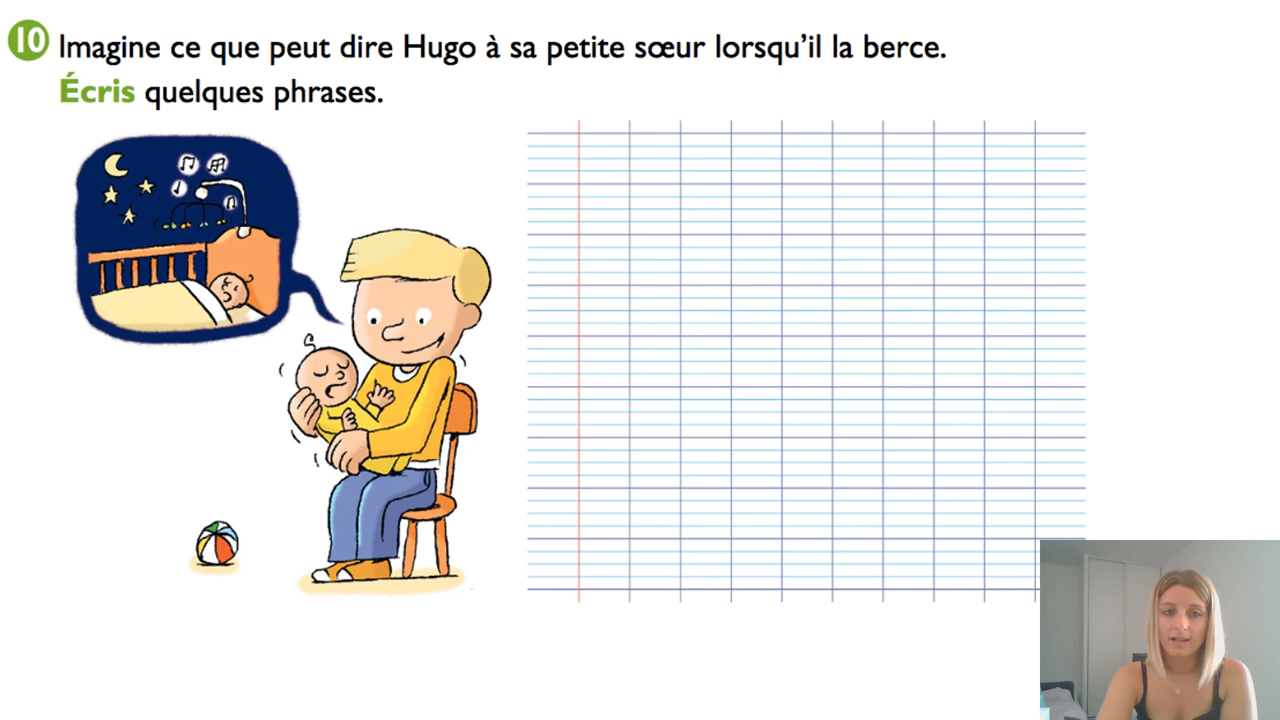 10 Imagine ce que peut dire Hugo à sa petite sœur lorsqu'il la berce.
Écris quelques phrases.